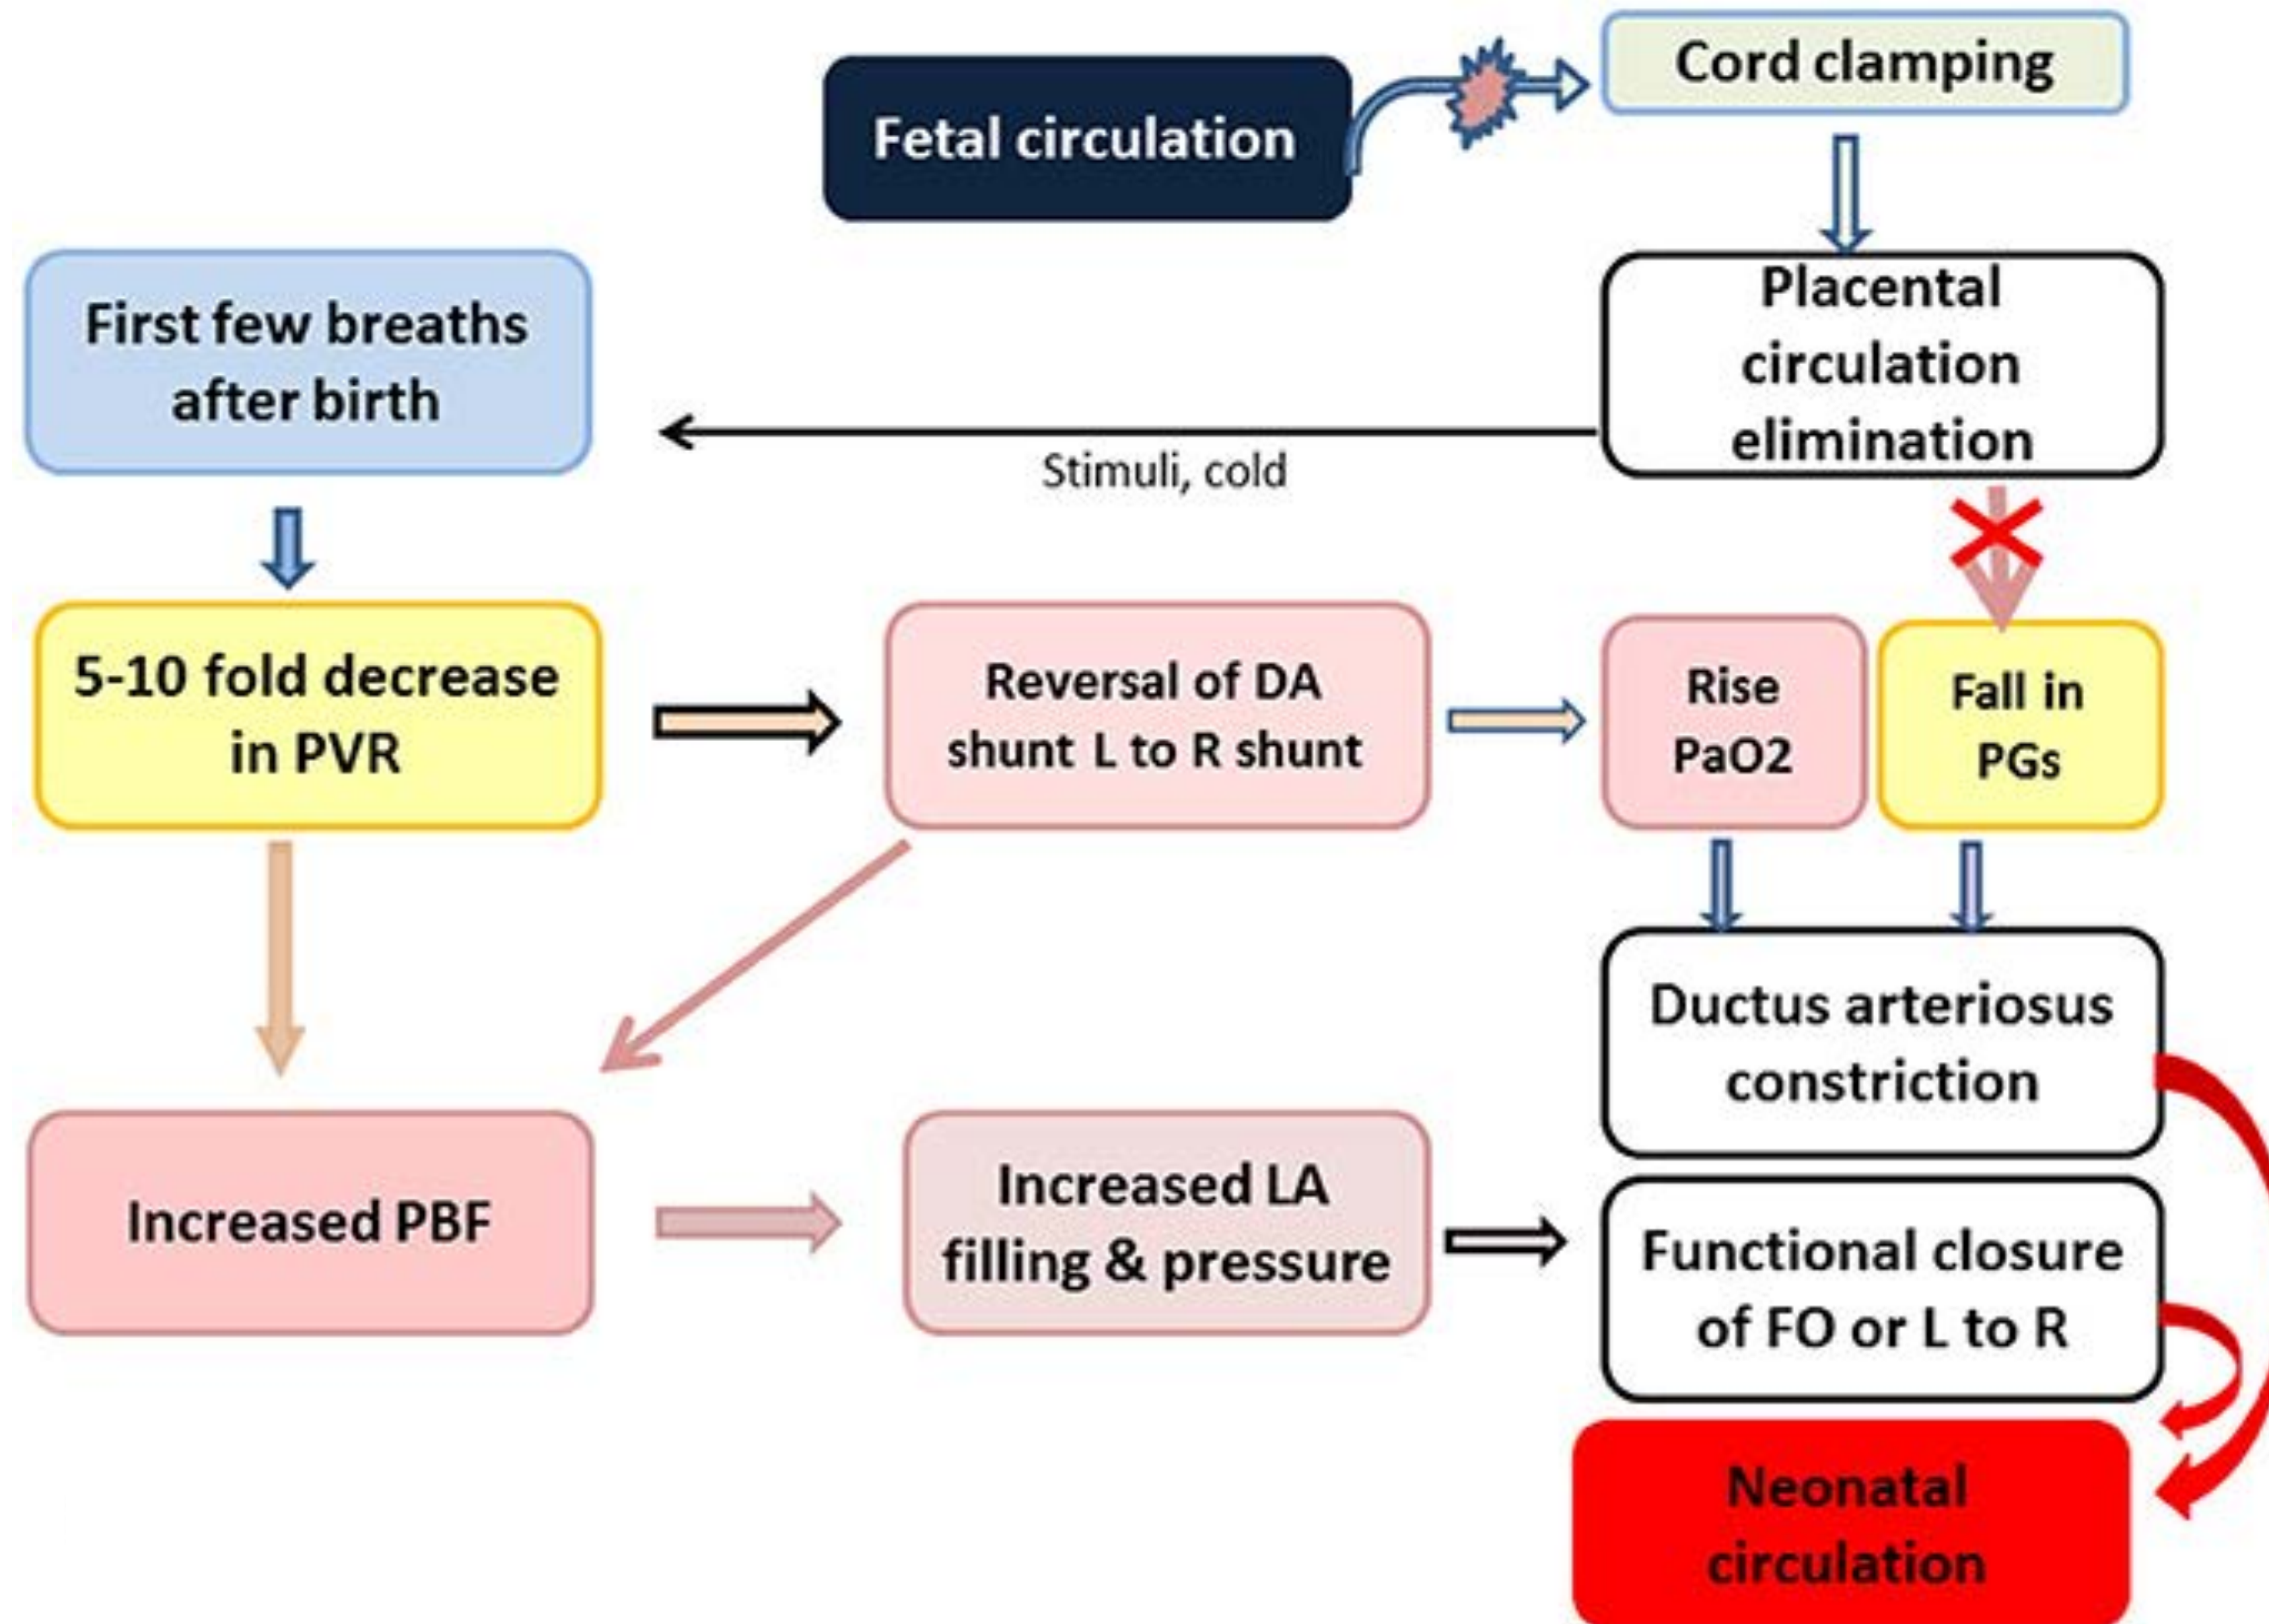 Fetal circulation
Cord clamping
Placental
circulation
elimination
Stimuli, cold
First few breaths
after birth
5-10 fold decrease
in PVR
Reversal of DA
shunt L to R shunt
Rise
PaO2
Fall in
PGs
Ductus arteriosus
constriction
Increased PBF
Increased LA
filling & pressure
Functional closure
of FO or L to R
Neonatal
circulation